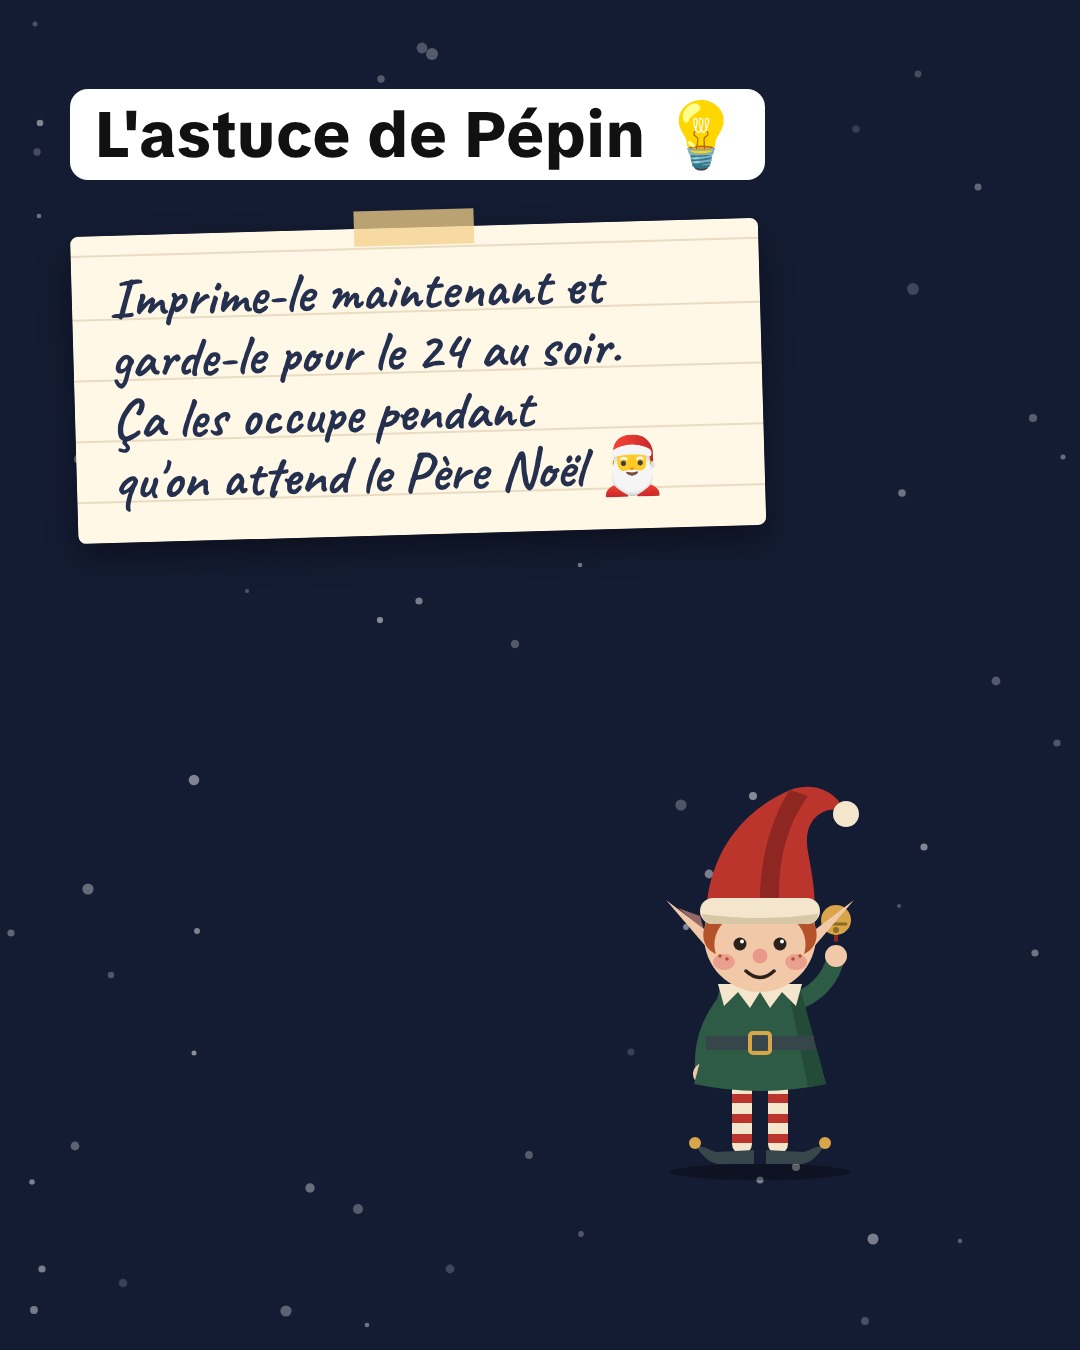 L'astuce de Pépin 💡
Imprime-le maintenant et
garde-le pour le 24 au soir.
Ça les occupe pendant
qu'on attend le Père Noël 🎅